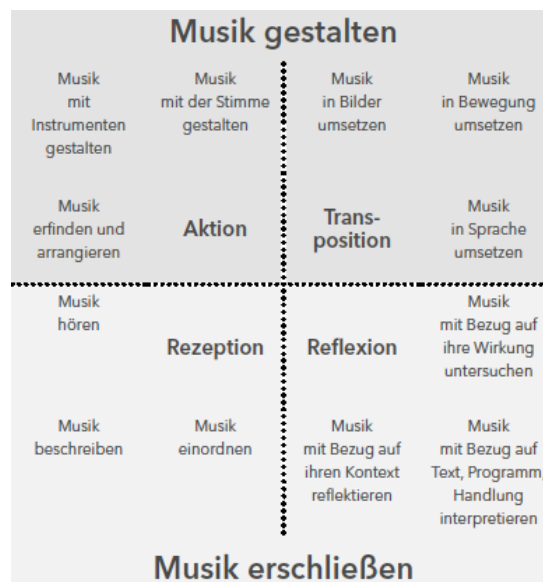 Musik gestalten
Musik
mit
Instrumenten
gestalten
Musik
mit der Stimme
gestalten
Musik
in Bilder
umsetzen
Musik
in Bewegung
umsetzen
Musik
erfinden und
arrangieren
Aktion
Trans-
position
Musik
in Sprache
umsetzen
Musik
hören
Rezeption
Reflexion
Musik
mit Bezug auf
ihre Wirkung
untersuchen
Musik
beschreiben
Musik
einordnen
Musik
mit Bezug auf
ihren Kontext
reflektieren
Musik
mit Bezug auf
Text, Programm,
Handlung
interpretieren
Musik erschließen